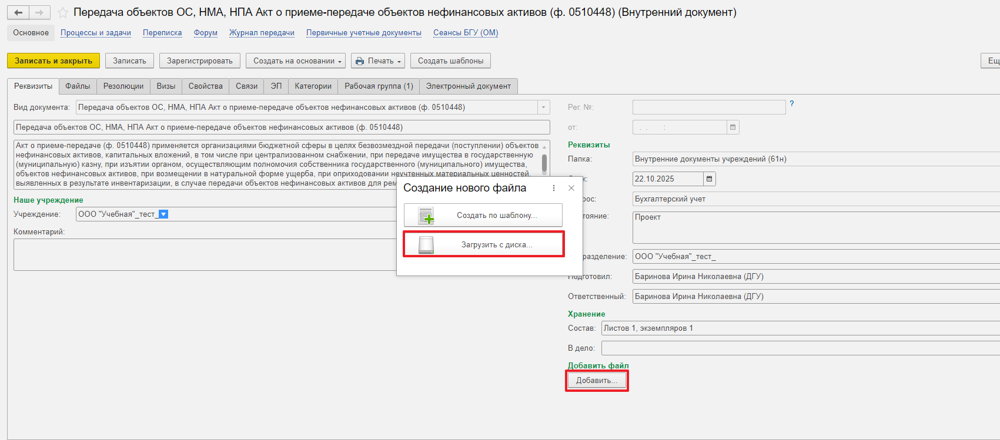 Передача объектов ОС, НМА, НПА Акт о приеме-передаче объектов нефинансовых активов (ф. 0510448) (Внутренний документ)
Основное Процессы и задачи Переписка Форум Журнал передачи Первичные учетные документы Сеансы БГУ (ОМ)
Записать и закрыть Записать Зарегистрировать Создать на основании Печать Создать шаблоны Ещ
Реквизиты Файлы Резолюции Визы Свойства Связи ЭП Категории Рабочая группа (1) Электронный документ
Вид документа: Передача объектов ОС, НМА, НПА Акт о приеме-передаче объектов нефинансовых активов (ф. 0510448)
Передача объектов ОС, НМА, НПА Акт о приеме-передаче объектов нефинансовых активов (ф. 0510448)
Акт о приеме-передаче (ф. 0510448) применяется организациями бюджетной сферы в целях безвозмездной передачи (поступлении) объектов
нефинансовых активов, капитальных вложений, в том числе при централизованном снабжении, при передаче имущества в государственную
(муниципальную) казну, при изъятии органом, осуществляющим полномочия собственника государственного (муниципального) имущества,
объектов нефинансовых активов, при возмещении в натуральной форме ущерба, при оприходовании неучтенных материальных ценностей,
выявленных в результате инвентаризации, в случае передачи объектов нефинансовых активов для рем
Наше учреждение
Учреждение: ООО "Учебная"_тест_
Комментарий:
Создание нового файла
Создать по шаблону...
Загрузить с диска...
Рег. №: ?
от: . . :
Реквизиты
Папка: Внутренние документы учреждений (61н)
к: 22.10.2025
рос: Бухгалтерский учет
тояние: Проект
разделение: ООО "Учебная"_тест_
Подготовил: Баринова Ирина Николаевна (ДГУ)
Ответственный: Баринова Ирина Николаевна (ДГУ)
Хранение
Состав: Листов 1, экземпляров 1
В дело:
Добавить файл
Добавить...